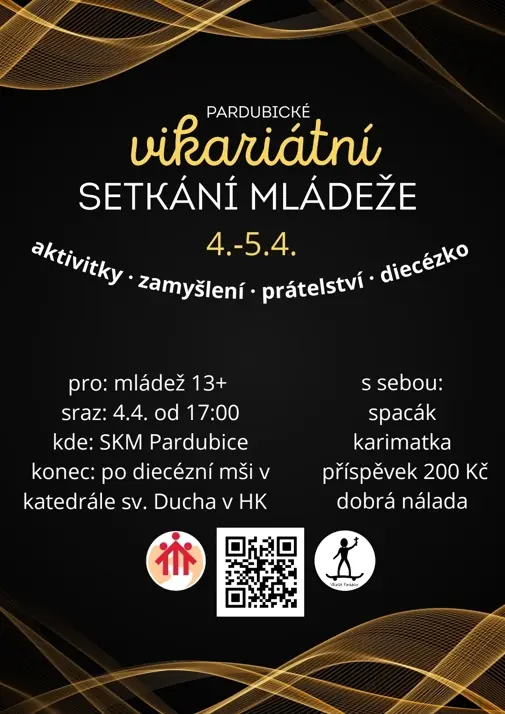 PARDUBICKÉ
vikariátní
SETKÁNÍ MLÁDEŽE
4.-5.4.
aktivitky · zamyšlení · prátelství · diecézko
pro: mládež 13+
sraz: 4.4. od 17:00
kde: SKM Pardubice
konec: po diecézní mši v
katedrále sv. Ducha v HK
s sebou:
spacák
karimatka
příspěvek 200 Kč
dobrá nálada